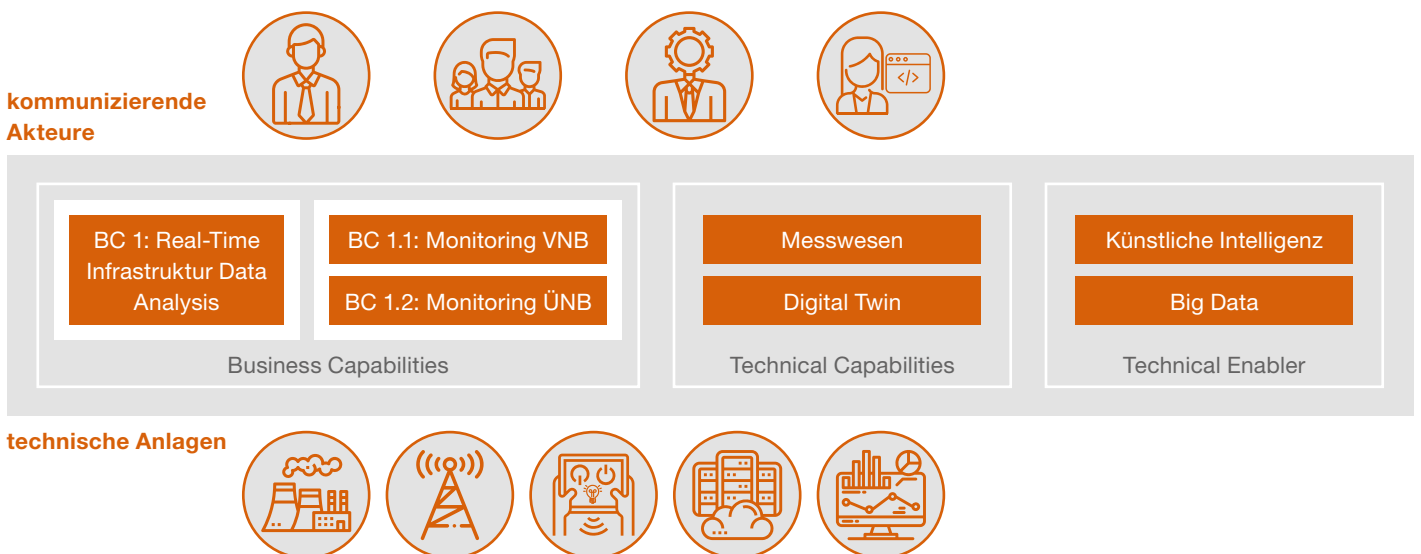 kommunizierende
Akteure
BC 1: Real-Time
Infrastruktur Data
Analysis
BC 1.1: Monitoring VNB
BC 1.2: Monitoring ÜNB
Business Capabilities
Messwesen
Digital Twin
Technical Capabilities
Künstliche Intelligenz
Big Data
Technical Enabler
technische Anlagen